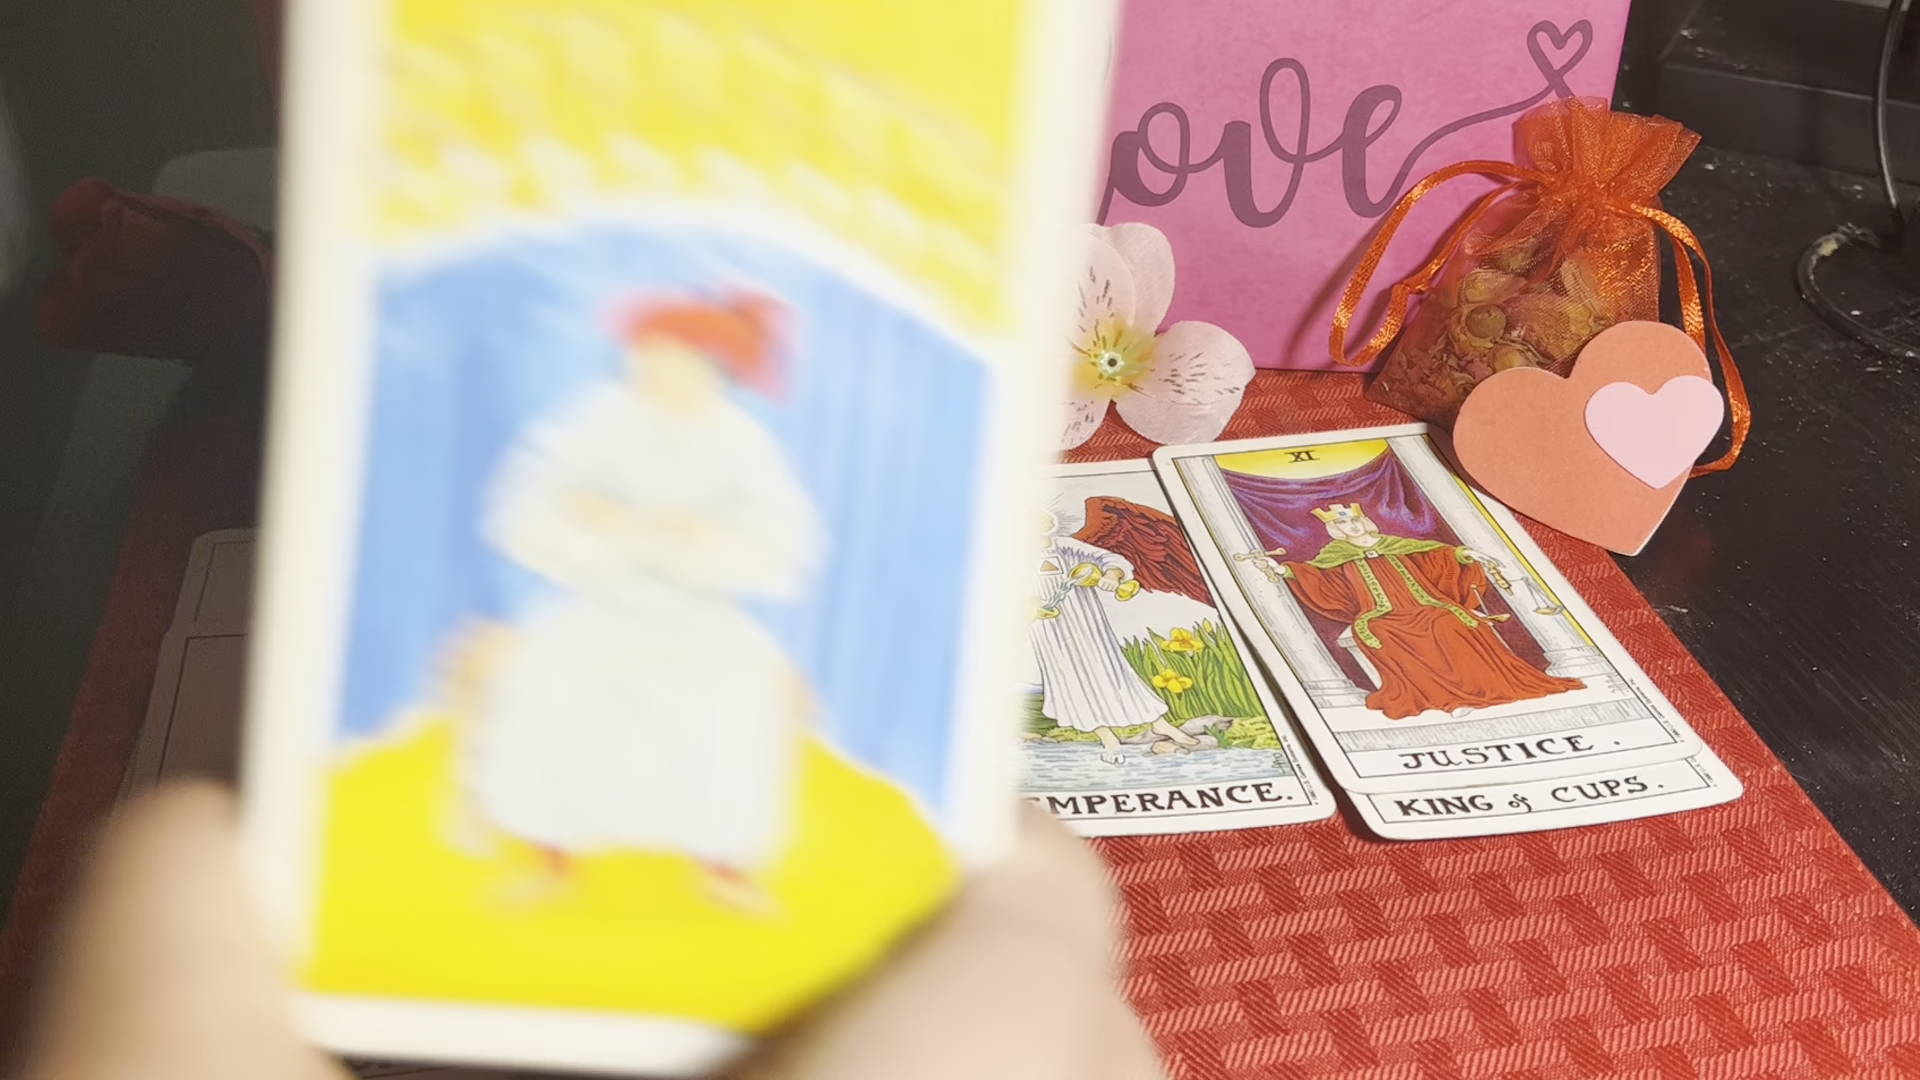 ove
XI
JUSTICE .
EMPERANCE.
KING of CUPS.